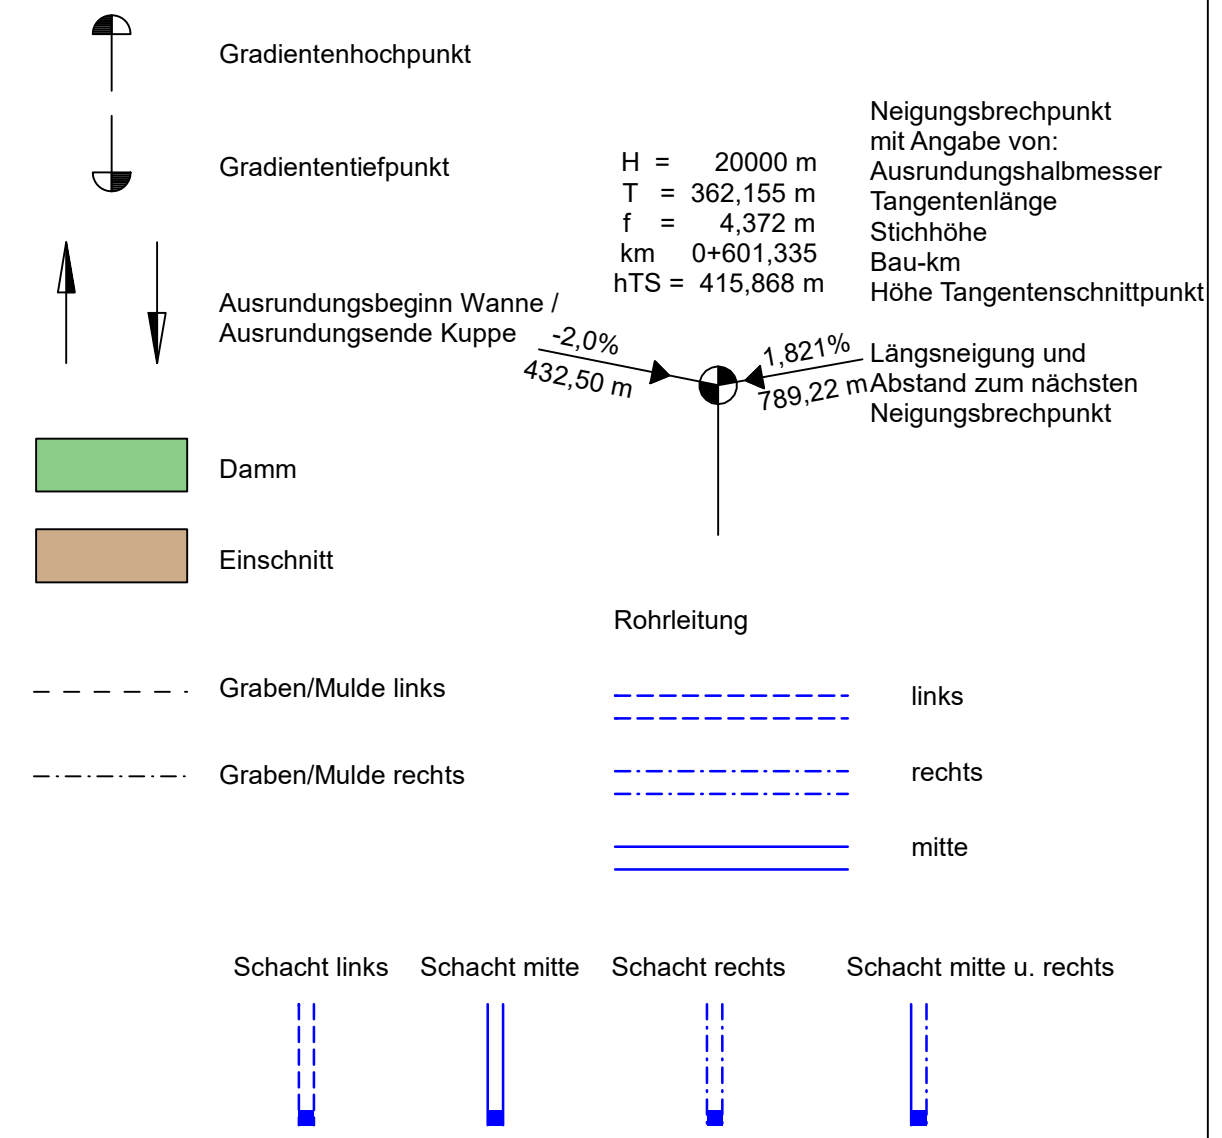 Gradientenhochpunkt
Gradiententiefpunkt
Ausrundungsbeginn Wanne /
Ausrundungsende Kuppe
Damm
Einschnitt
Graben/Mulde links
Graben/Mulde rechts
H = 20000 m
T = 362,155 m
f = 4,372 m
km 0+601,335
hTS = 415,868 m
Neigungsbrechpunkt
mit Angabe von:
Ausrundungshalbmesser
Tangentenlänge
Stichhöhe
Bau-km
Höhe Tangentenschnittpunkt
-2,0%
432,50 m
1,821%
789,22 m
Längsneigung und
Abstand zum nächsten
Neigungsbrechpunkt
Rohrleitung
links
rechts
mitte
Schacht links
Schacht mitte
Schacht rechts
Schacht mitte u. rechts